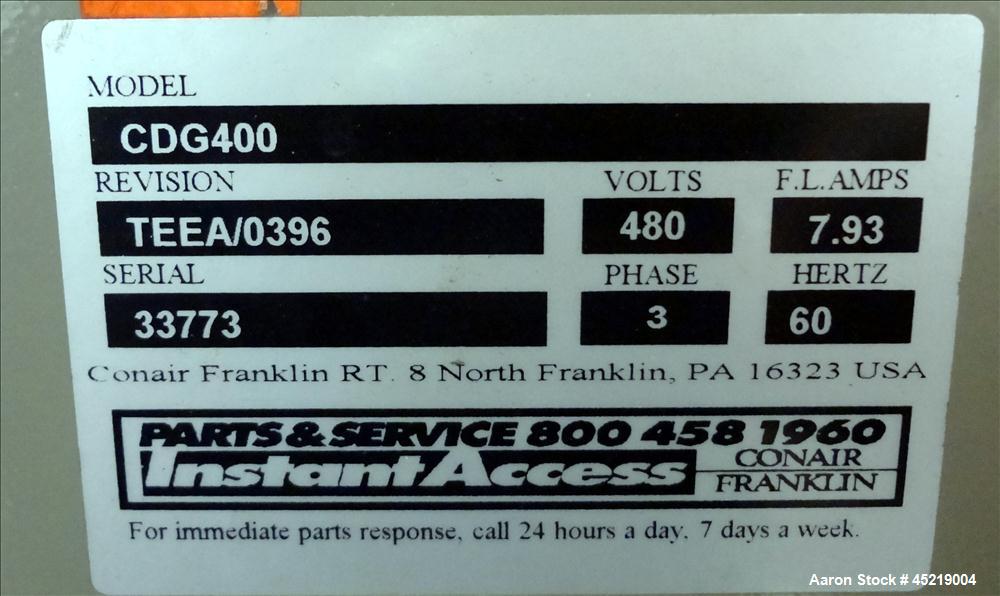 MODEL
CDG400
REVISION VOLTS F.L.AMPS
TEEA/0396 480 7.93
SERIAL PHASE HERTZ
33773 3 60
Conair Franklin RT. 8 North Franklin, PA 16323 USA
PARTS & SERVICE 800 458 1960
InstantAccess CONAIR
FRANKLIN
For immediate parts response, call 24 hours a day, 7 days a week.
Aaron Stock # 45219004